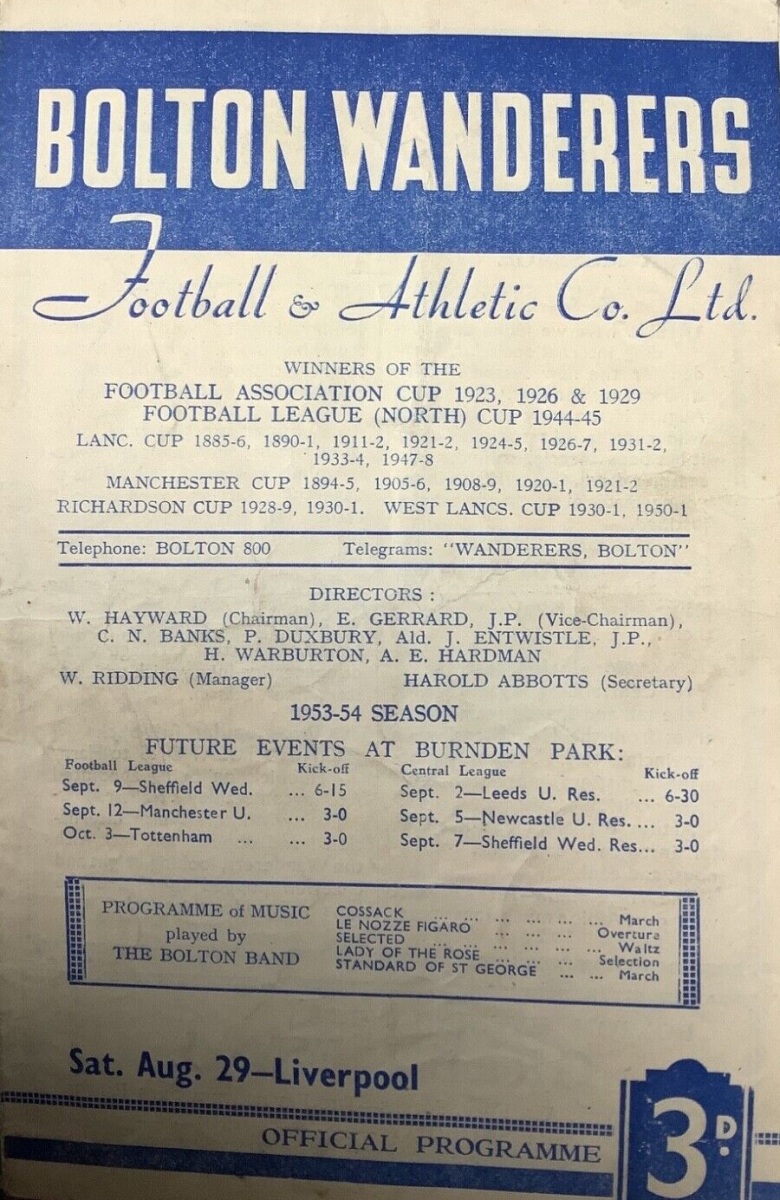 BOLTON WANDERERS
Football & Athletic Co. Ltd.
WINNERS OF THE
FOOTBALL ASSOCIATION CUP 1923, 1926 & 1929
FOOTBALL LEAGUE (NORTH) CUP 1944-45
LANC. CUP 1885-6, 1890-1, 1911-2, 1921-2, 1924-5, 1926-7, 1931-2,
1933-4, 1947-8
MANCHESTER CUP 1894-5, 1905-6, 1908-9, 1920-1, 1921-2
RICHARDSON CUP 1928-9, 1930-1. WEST LANCS. CUP 1930-1, 1950-1
Telephone: BOLTON 800 Telegrams: "WANDERERS, BOLTON"
DIRECTORS :
W. HAYWARD (Chairman), E. GERRARD, J.P. (Vice-Chairman),
C. N. BANKS, P. DUXBURY, Ald. J. ENTWISTLE, J.P.,
H. WARBURTON, A. E. HARDMAN
W. RIDDING (Manager) HAROLD ABBOTTS (Secretary)
1953-54 SEASON
FUTURE EVENTS AT BURNDEN PARK:
Football League Kick-off
Sept. 9—Sheffield Wed. ... 6-15
Sept. 12—Manchester U. ... 3-0
Oct. 3—Tottenham ... ... 3-0
Central League Kick-off
Sept. 2—Leeds U. Res. ... 6-30
Sept. 5—Newcastle U. Res. ... 3-0
Sept. 7—Sheffield Wed. Res... 3-0
PROGRAMME of MUSIC
played by
THE BOLTON BAND
COSSACK ... ... ... ... ... ... March
LE NOZZE FIGARO ... ... ... ... Overture
SELECTED ... ... ... ... ... ... Waltz
LADY OF THE ROSE ... ... ... Selection
STANDARD OF ST GEORGE ... ... March
Sat. Aug. 29—Liverpool
OFFICIAL PROGRAMME
3D.